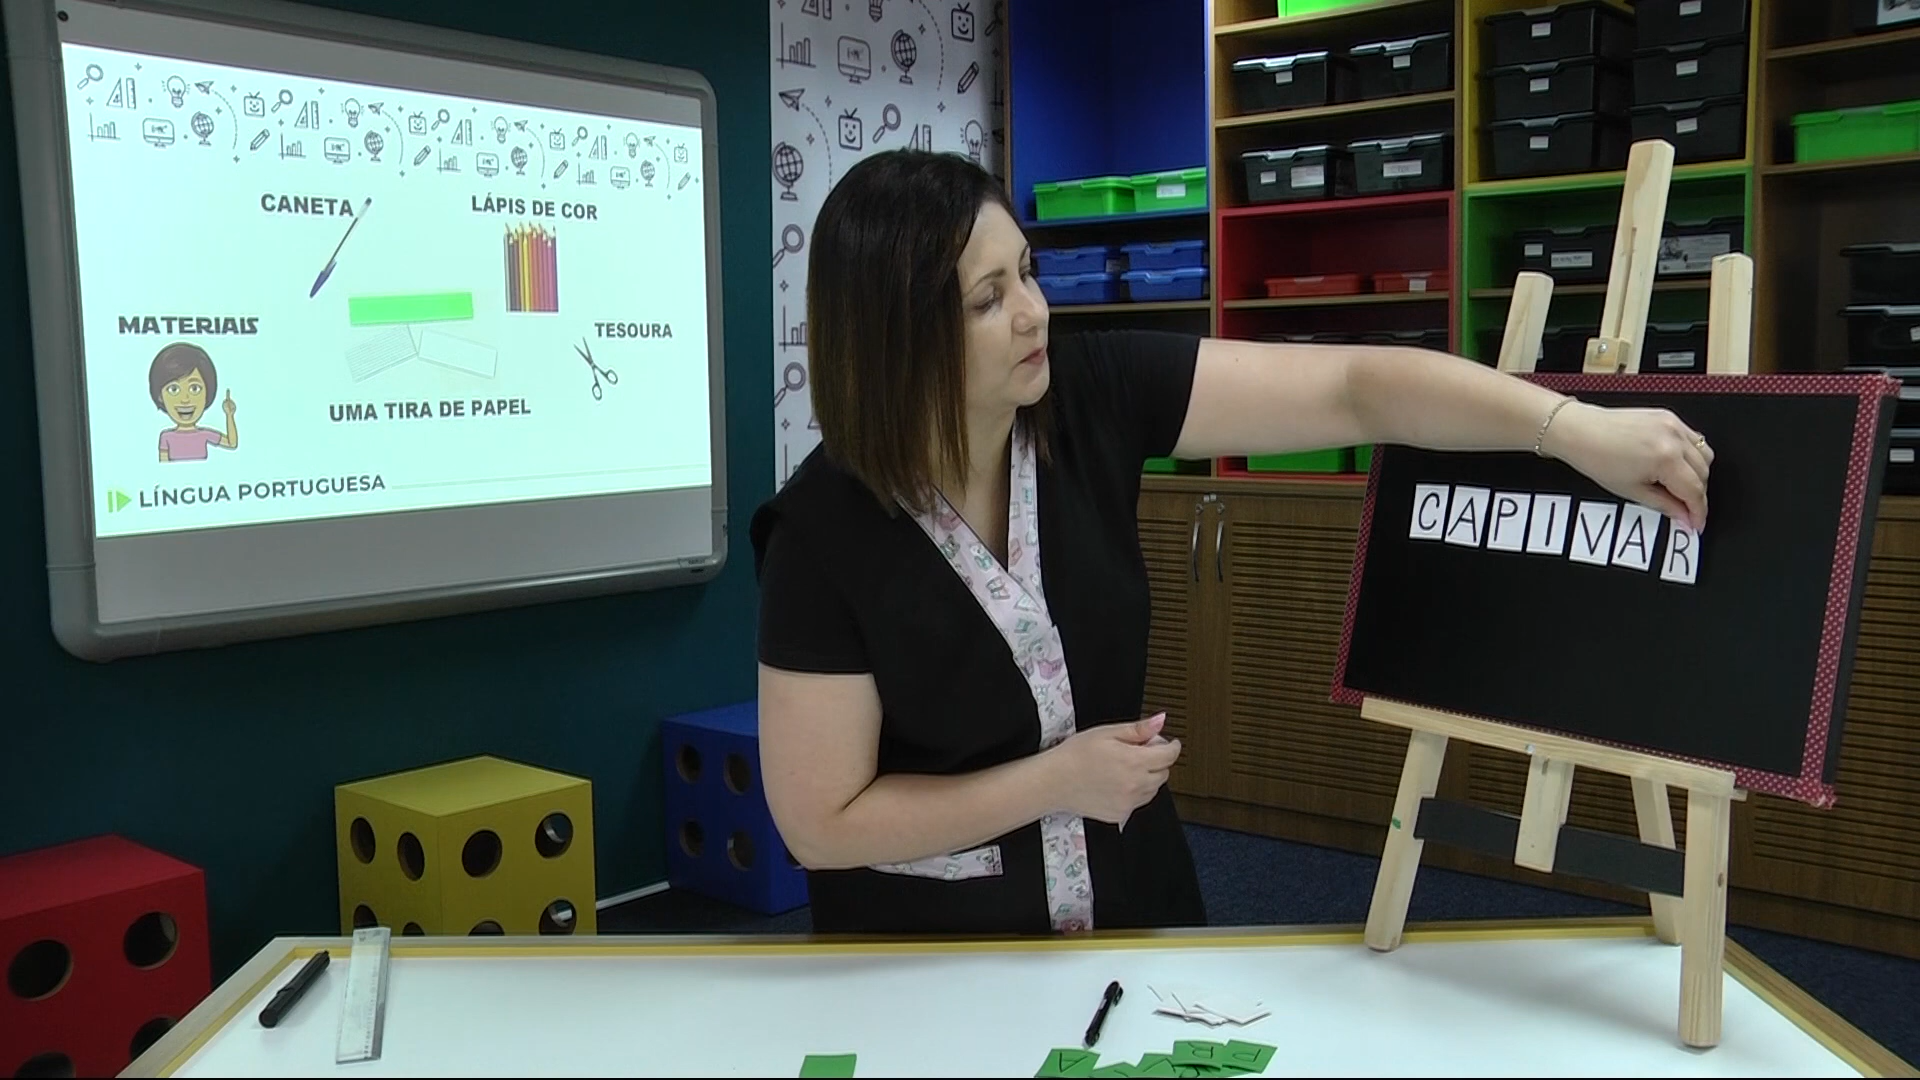 CANETA
LÁPIS DE COR
MATERIAIS
TESOURA
UMA TIRA DE PAPEL
LÍNGUA PORTUGUESA
CAPIVAR
A
R
P